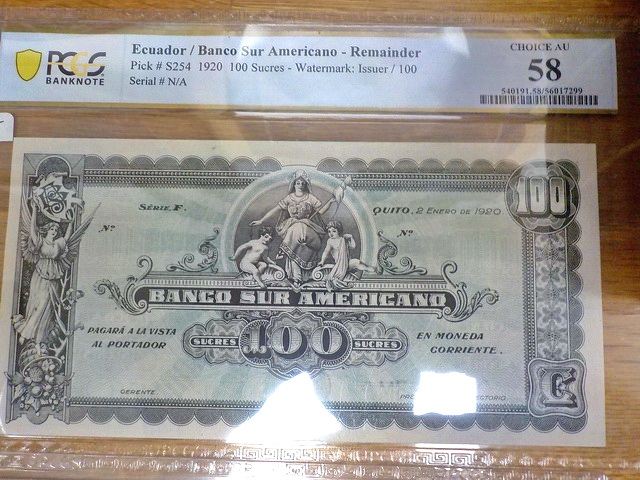 PCGS
BANKNOTE
Ecuador / Banco Sur Americano - Remainder
Pick # S254 1920 100 Sucres - Watermark: Issuer / 100
Serial # N/A
CHOICE AU
58
540191.58/56017299
SÉRIE F.
QUITO, 2 ENERO DE 1920
100
Nº
Nº
BANCO SUR AMERICANO
PAGARÁ A LA VISTA
AL PORTADOR
SUCRES 100 SUCRES
EN MONEDA
CORRIENTE.
GERENTE